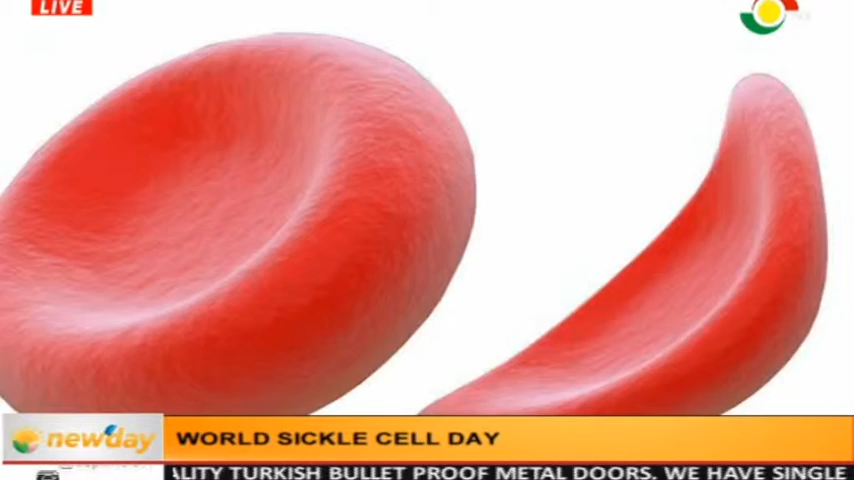 LIVE
newday
WORLD SICKLE CELL DAY
ALITY TURKISH BULLET PROOF METAL DOORS. WE HAVE SINGLE